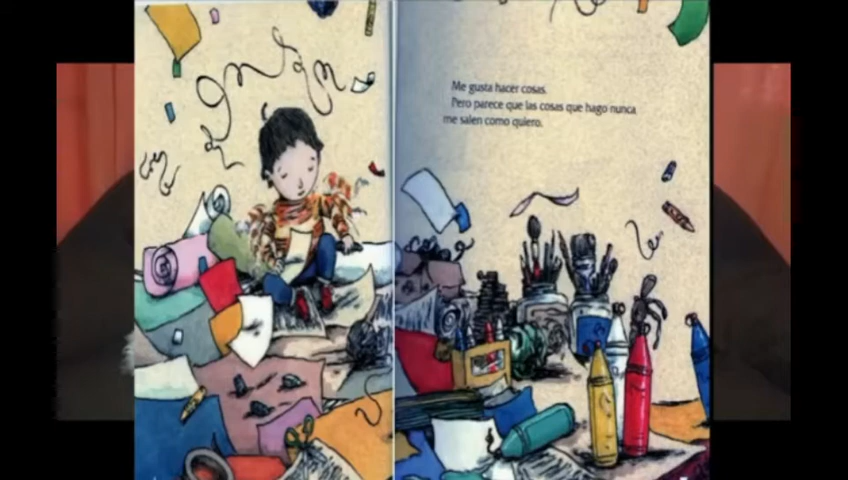 Me gusta hacer cosas.
Pero parece que las cosas que hago nunca
me salen como quiero.